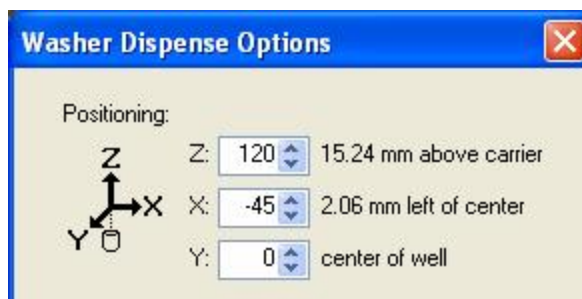 Washer Dispense Options
Positioning:
Z
X
Y
Z: 120 15.24 mm above carrier
X: -45 2.06 mm left of center
Y: 0 center of well